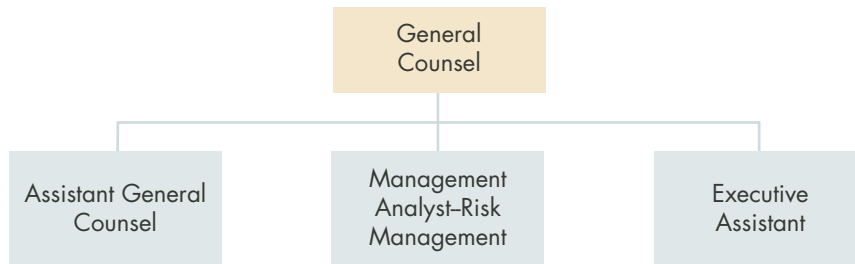 General
Counsel
Assistant General
Counsel
Management
Analyst–Risk
Management
Executive
Assistant